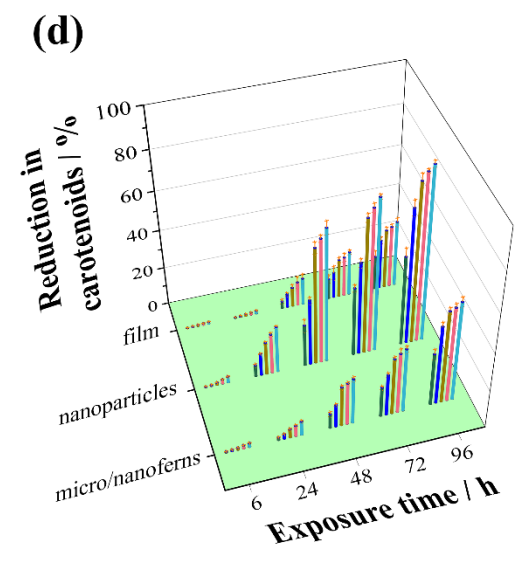 (d)
Reduction in
carotenoids / %
100
80
60
40
20
0
film
nanoparticles
micro/nanoferns
6
24
48
72
96
Exposure time / h